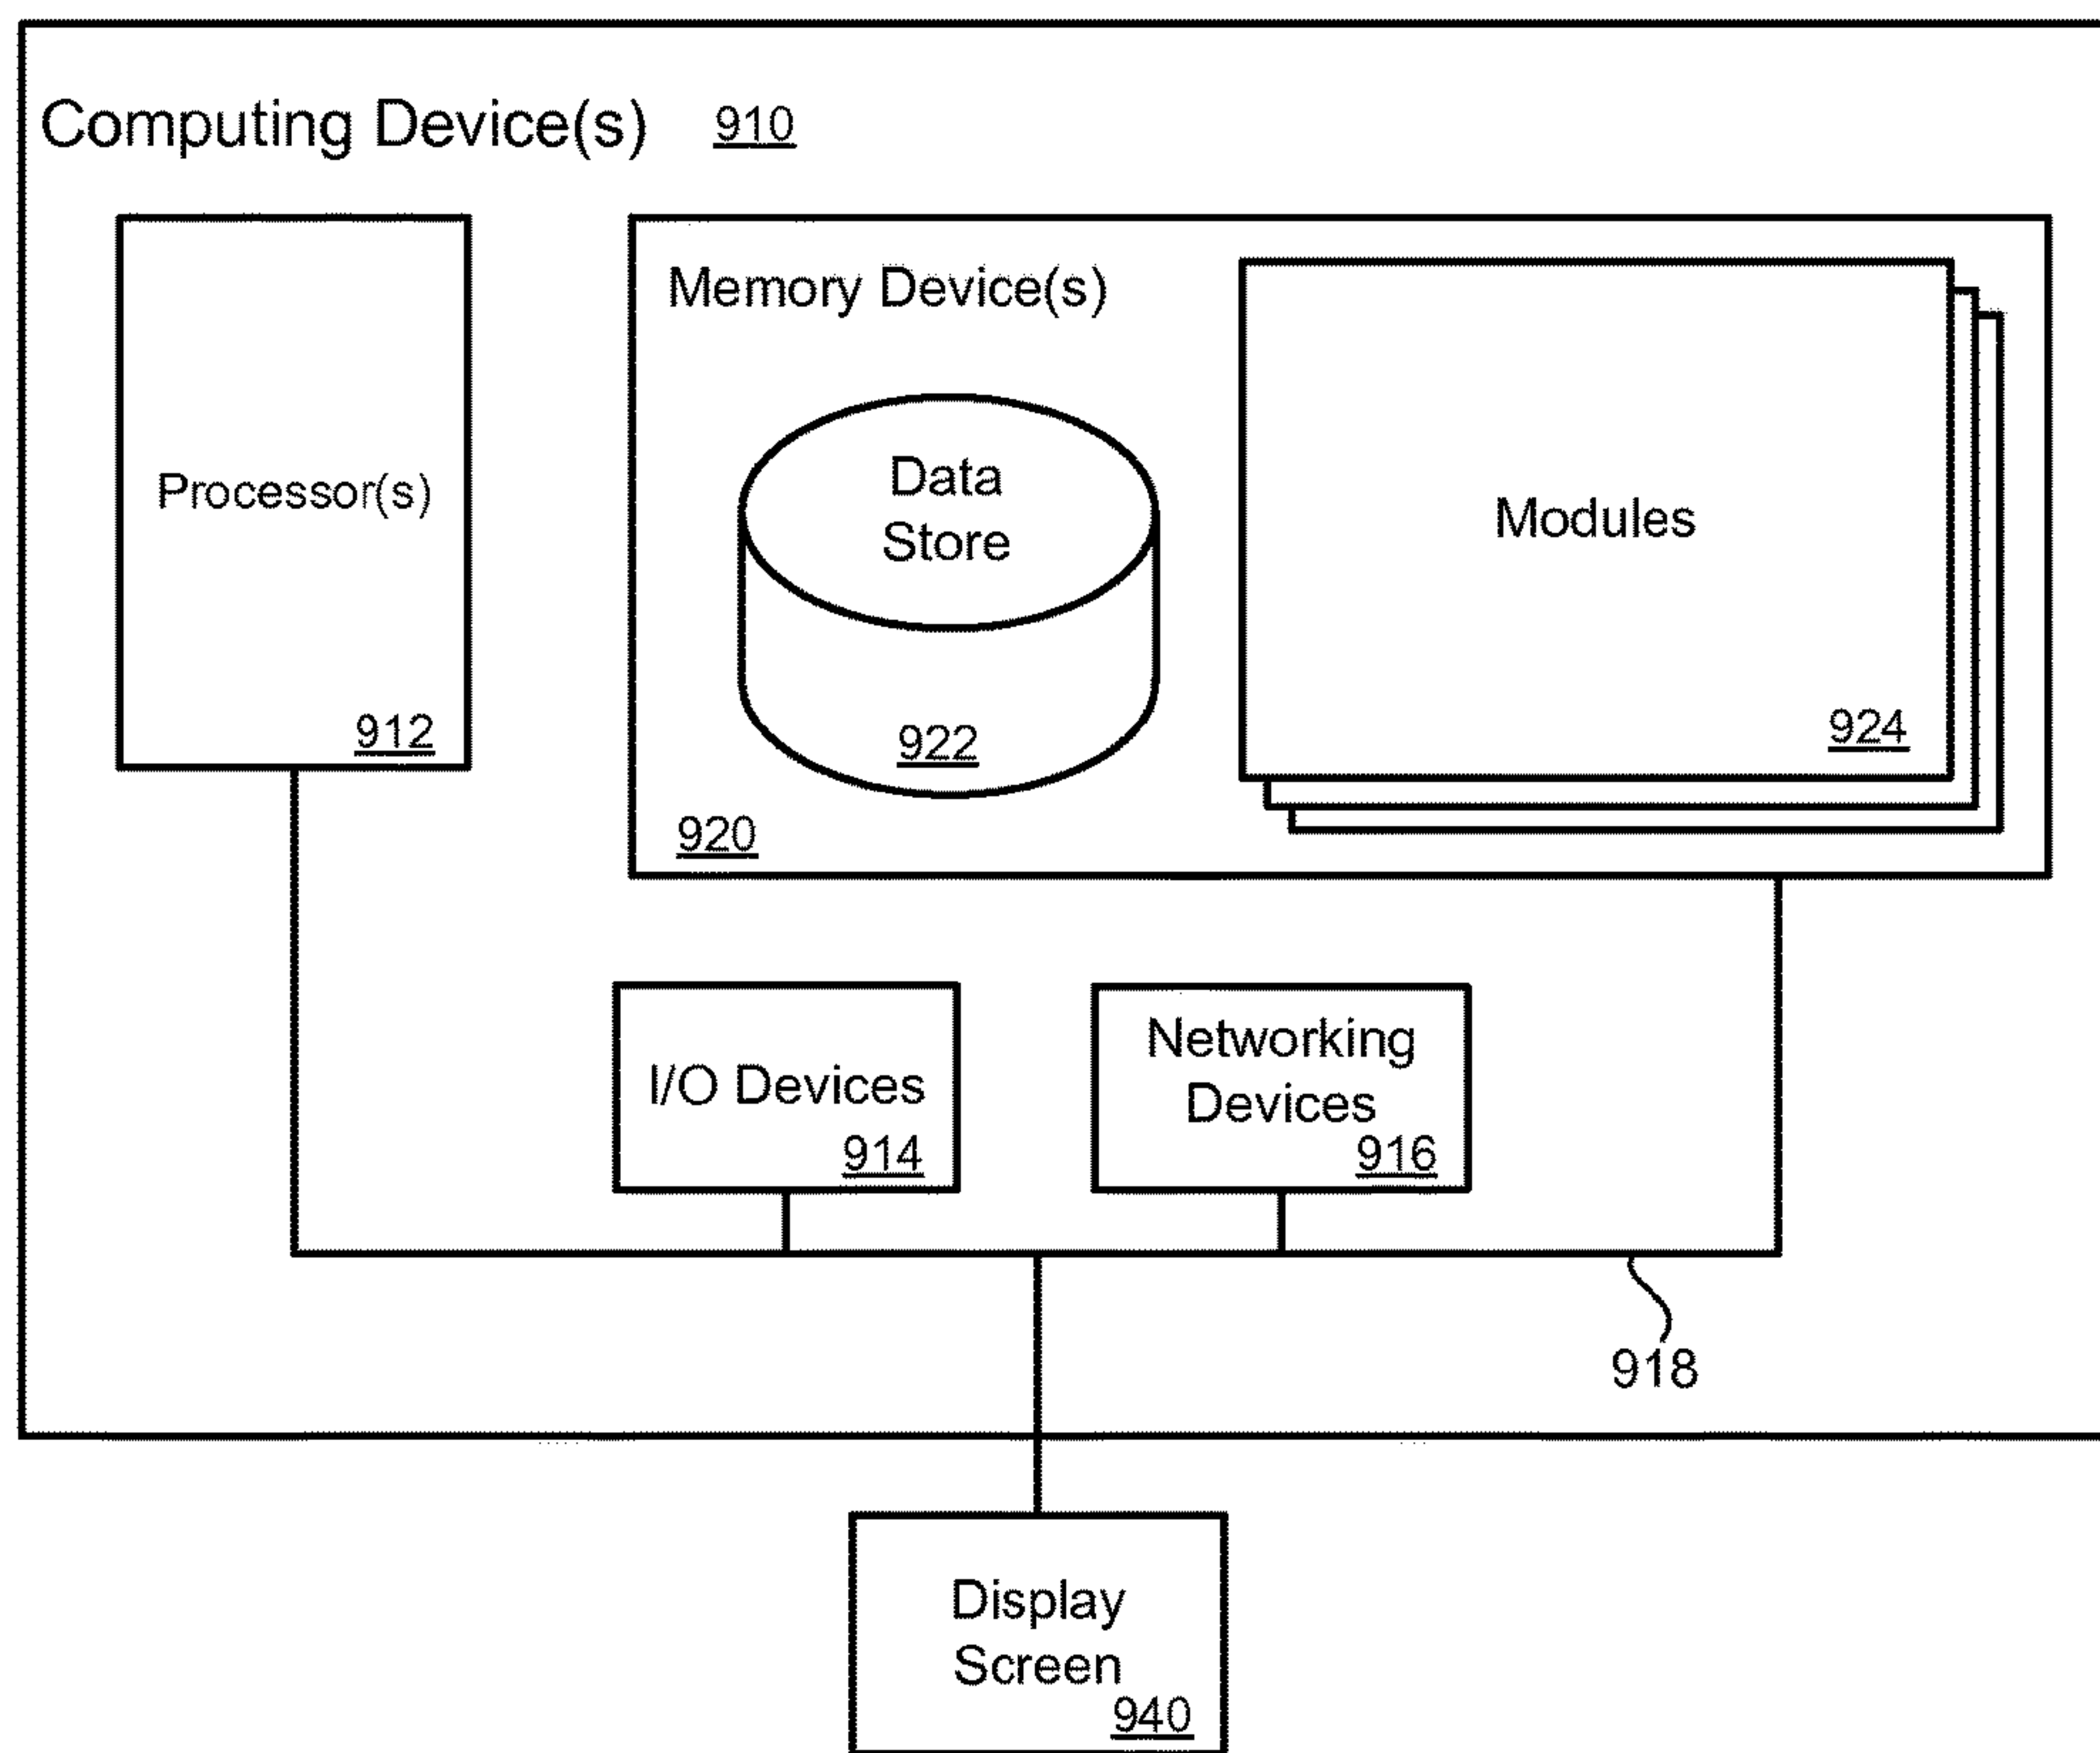 Computing Device(s) 910
Processor(s)
912
Memory Device(s)
Data
Store
922
920
Modules
924
I/O Devices
914
Networking
Devices
916
918
Display
Screen
940